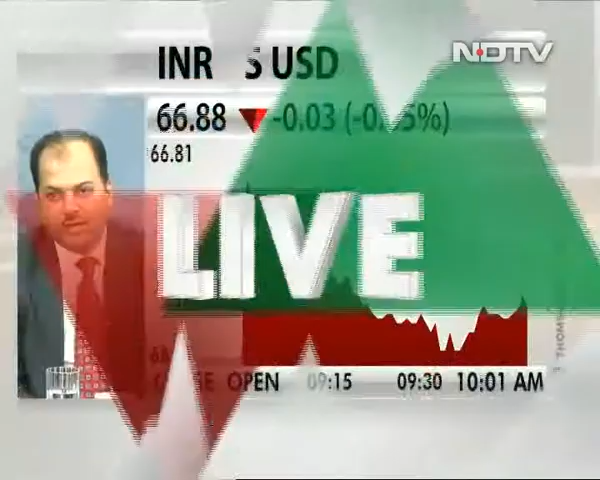 NDTV
INR USD
66.88 -0.03
66.81
LIVE
OPEN 09:15 09:30 10:01 AM